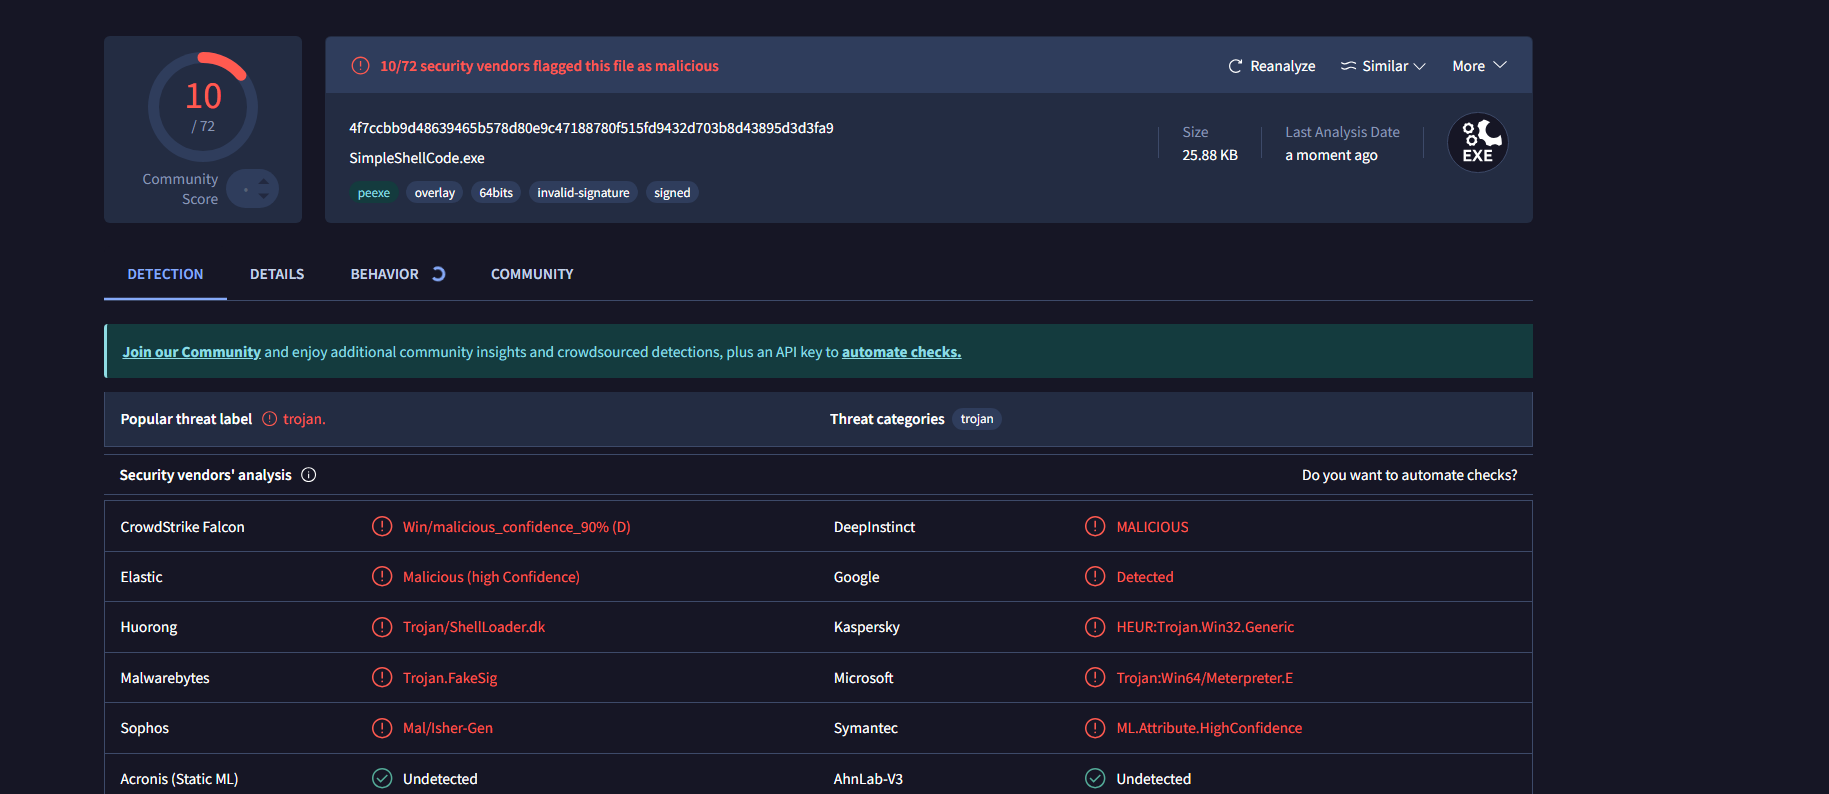 10
/ 72
Community
Score
10/72 security vendors flagged this file as malicious
Reanalyze
Similar
More
4f7ccbb9d48639465b578d80e9c47188780f515fd9432d703b8d43895d3d3fa9
SimpleShellCode.exe
peexe
overlay
64bits
invalid-signature
signed
Size
25.88 KB
Last Analysis Date
a moment ago
EXE
DETECTION
DETAILS
BEHAVIOR
COMMUNITY
Join our Community and enjoy additional community insights and crowdsourced detections, plus an API key to automate checks.
Popular threat label
trojan.
Threat categories
trojan
Security vendors' analysis
Do you want to automate checks?
CrowdStrike Falcon
Win/malicious_confidence_90% (D)
DeepInstinct
MALICIOUS
Elastic
Malicious (high Confidence)
Google
Detected
Huorong
Trojan/ShellLoader.dk
Kaspersky
HEUR:Trojan.Win32.Generic
Malwarebytes
Trojan.FakeSig
Microsoft
Trojan:Win64/Meterpreter.E
Sophos
Mal/Isher-Gen
Symantec
ML.Attribute.HighConfidence
Acronis (Static ML)
Undetected
AhnLab-V3
Undetected